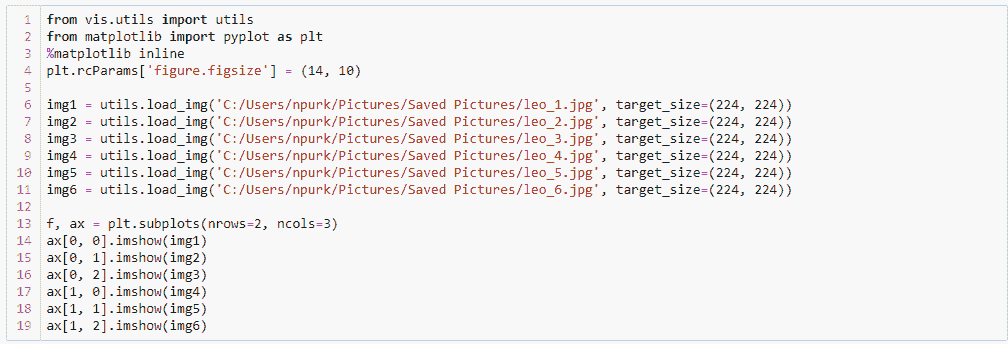 1 from vis.utils import utils
2 from matplotlib import pyplot as plt
3 %matplotlib inline
4 plt.rcParams['figure.figsize'] = (14, 10)
5
6 img1 = utils.load_img('C:/Users/npurk/Pictures/Saved Pictures/leo_1.jpg', target_size=(224, 224))
7 img2 = utils.load_img('C:/Users/npurk/Pictures/Saved Pictures/leo_2.jpg', target_size=(224, 224))
8 img3 = utils.load_img('C:/Users/npurk/Pictures/Saved Pictures/leo_3.jpg', target_size=(224, 224))
9 img4 = utils.load_img('C:/Users/npurk/Pictures/Saved Pictures/leo_4.jpg', target_size=(224, 224))
10 img5 = utils.load_img('C:/Users/npurk/Pictures/Saved Pictures/leo_5.jpg', target_size=(224, 224))
11 img6 = utils.load_img('C:/Users/npurk/Pictures/Saved Pictures/leo_6.jpg', target_size=(224, 224))
12
13 f, ax = plt.subplots(nrows=2, ncols=3)
14 ax[0, 0].imshow(img1)
15 ax[0, 1].imshow(img2)
16 ax[0, 2].imshow(img3)
17 ax[1, 0].imshow(img4)
18 ax[1, 1].imshow(img5)
19 ax[1, 2].imshow(img6)